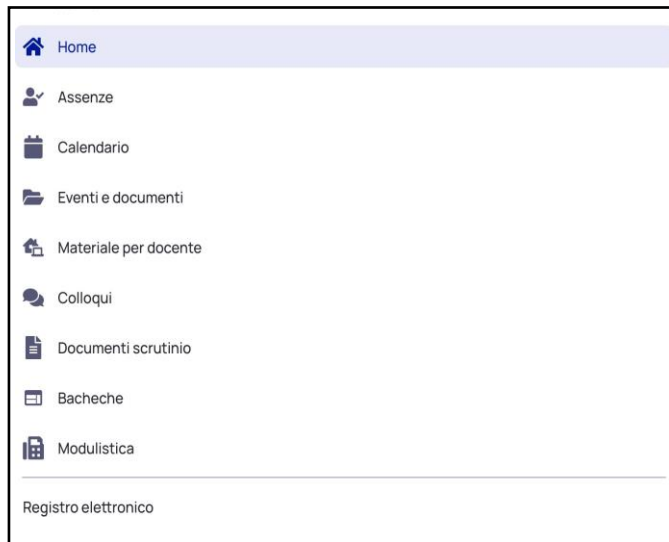 Home
Assenze
Calendario
Eventi e documenti
Materiale per docente
Colloqui
Documenti scrutinio
Bacheche
Modulistica
Registro elettronico